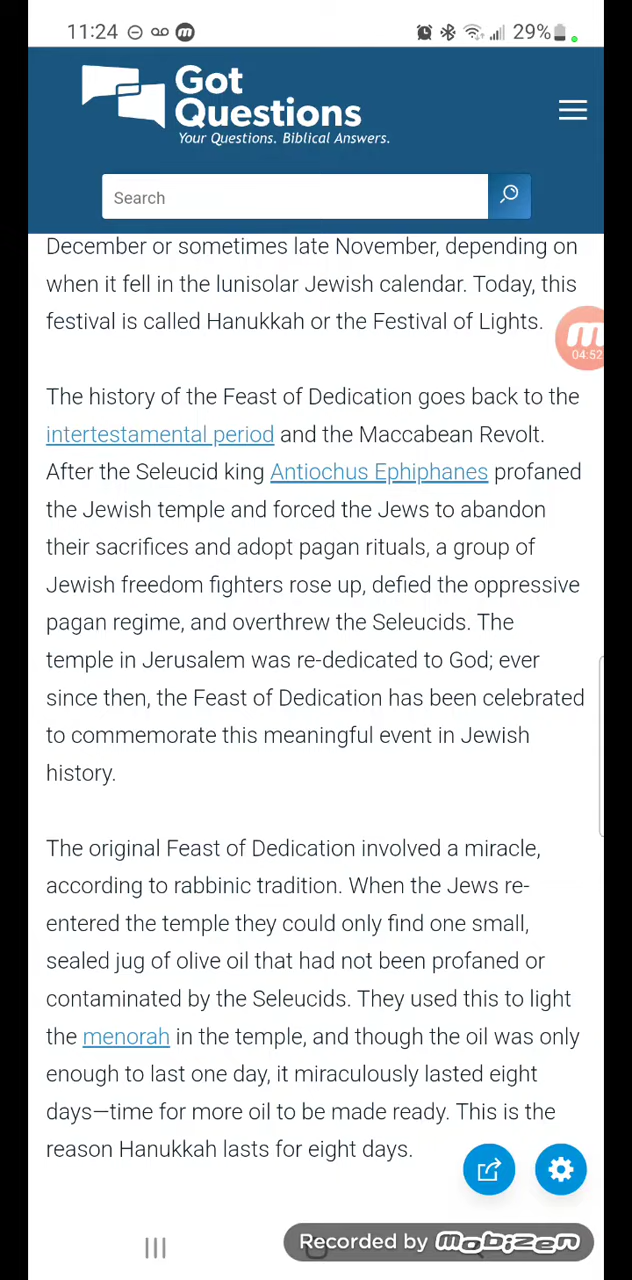 11:24
29%
Got
Questions
Your Questions. Biblical Answers.
Search
December or sometimes late November, depending on
when it fell in the lunisolar Jewish calendar. Today, this
festival is called Hanukkah or the Festival of Lights.
04:52
The history of the Feast of Dedication goes back to the
intertestamental period and the Maccabean Revolt.
After the Seleucid king Antiochus Ephiphanes profaned
the Jewish temple and forced the Jews to abandon
their sacrifices and adopt pagan rituals, a group of
Jewish freedom fighters rose up, defied the oppressive
pagan regime, and overthrew the Seleucids. The
temple in Jerusalem was re-dedicated to God; ever
since then, the Feast of Dedication has been celebrated
to commemorate this meaningful event in Jewish
history.
The original Feast of Dedication involved a miracle,
according to rabbinic tradition. When the Jews re-
entered the temple they could only find one small,
sealed jug of olive oil that had not been profaned or
contaminated by the Seleucids. They used this to light
the menorah in the temple, and though the oil was only
enough to last one day, it miraculously lasted eight
days—time for more oil to be made ready. This is the
reason Hanukkah lasts for eight days.
Recorded by mobizen